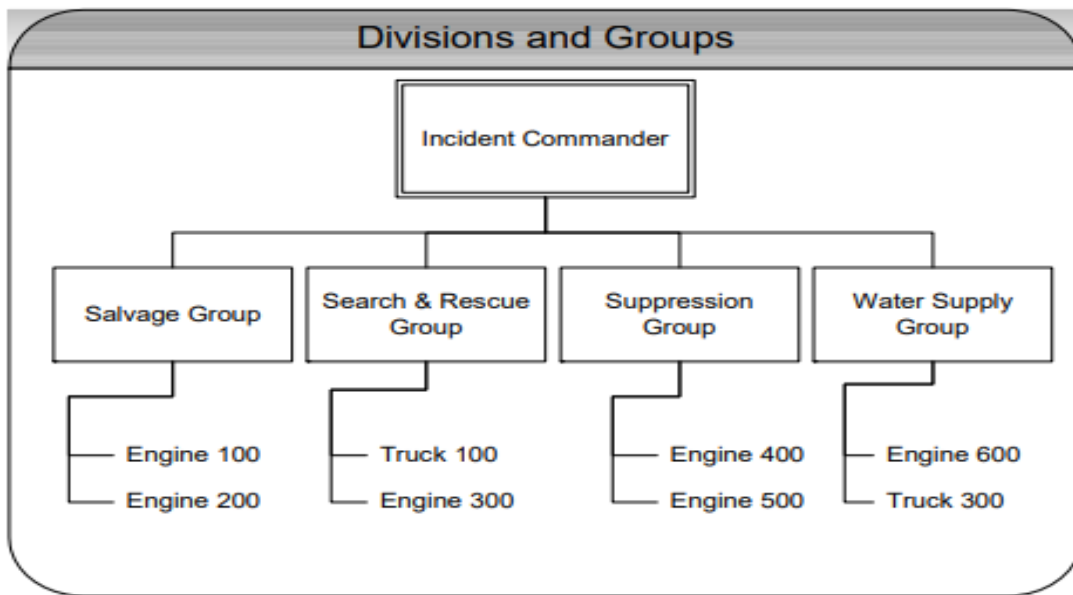 Divisions and Groups
Incident Commander
Salvage Group
Search & Rescue
Group
Suppression
Group
Water Supply
Group
Engine 100
Engine 200
Truck 100
Engine 300
Engine 400
Engine 500
Engine 600
Truck 300